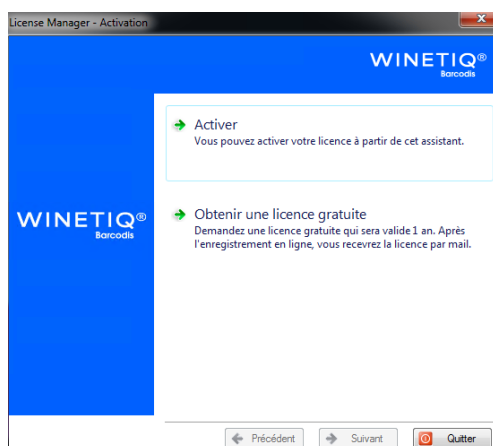 License Manager - Activation
WINETIQ®
Barcodis
Activer
Vous pouvez activer votre licence à partir de cet assistant.
WINETIQ®
Barcodis
Obtenir une licence gratuite
Demandez une licence gratuite qui sera valide 1 an. Après
l'enregistrement en ligne, vous recevrez la licence par mail.
Précédent
Suivant
Quitter